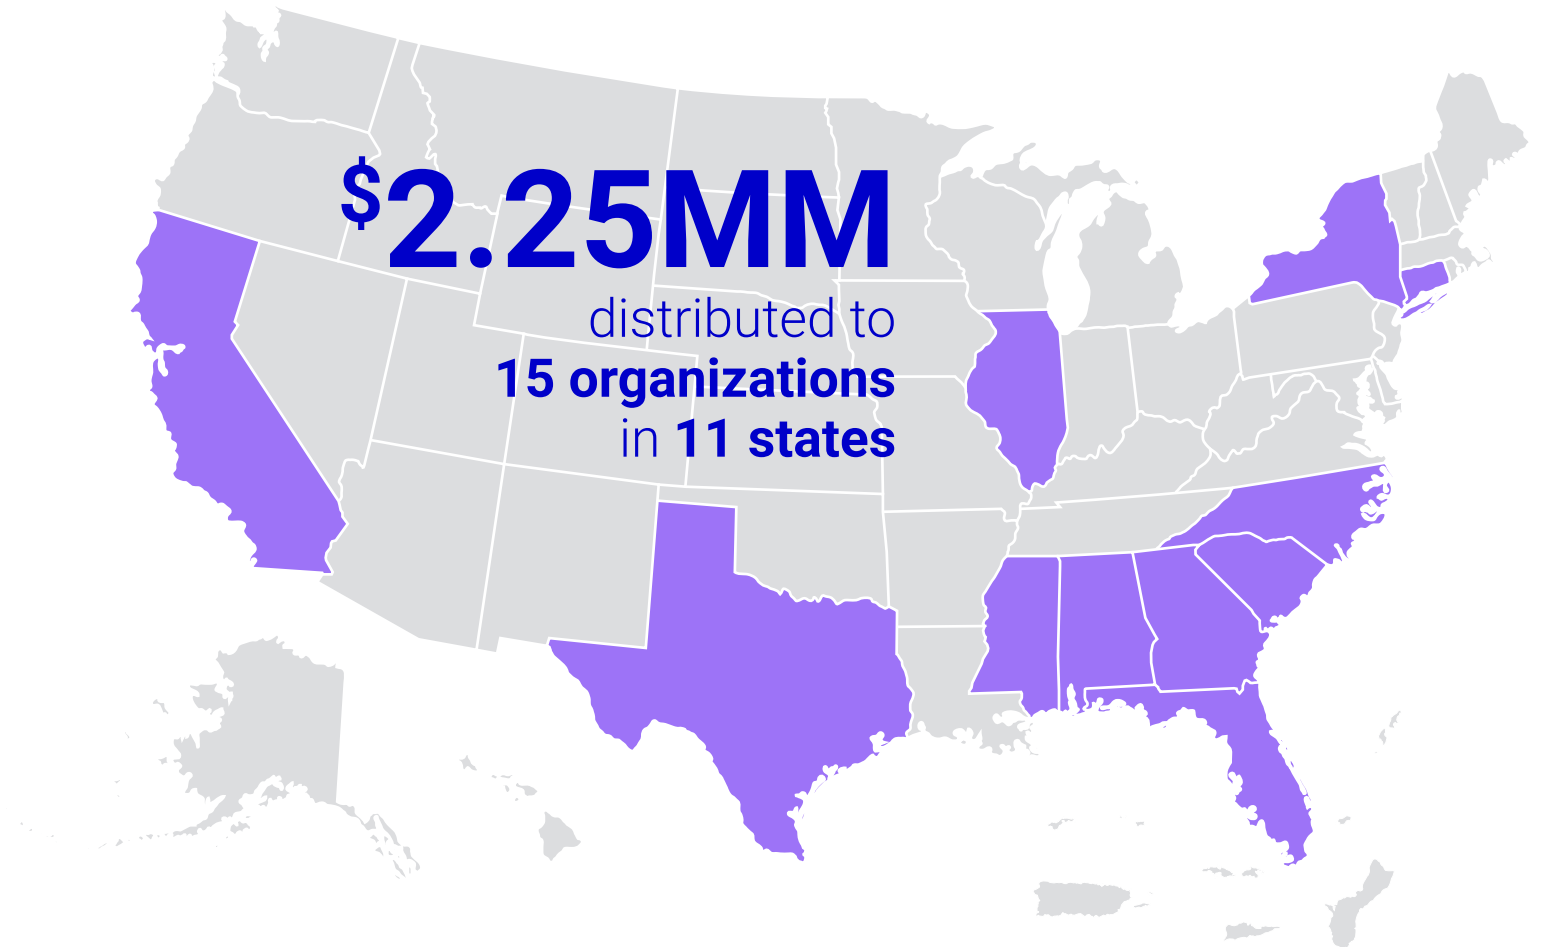 $2.25MM
distributed to
15 organizations
in 11 states